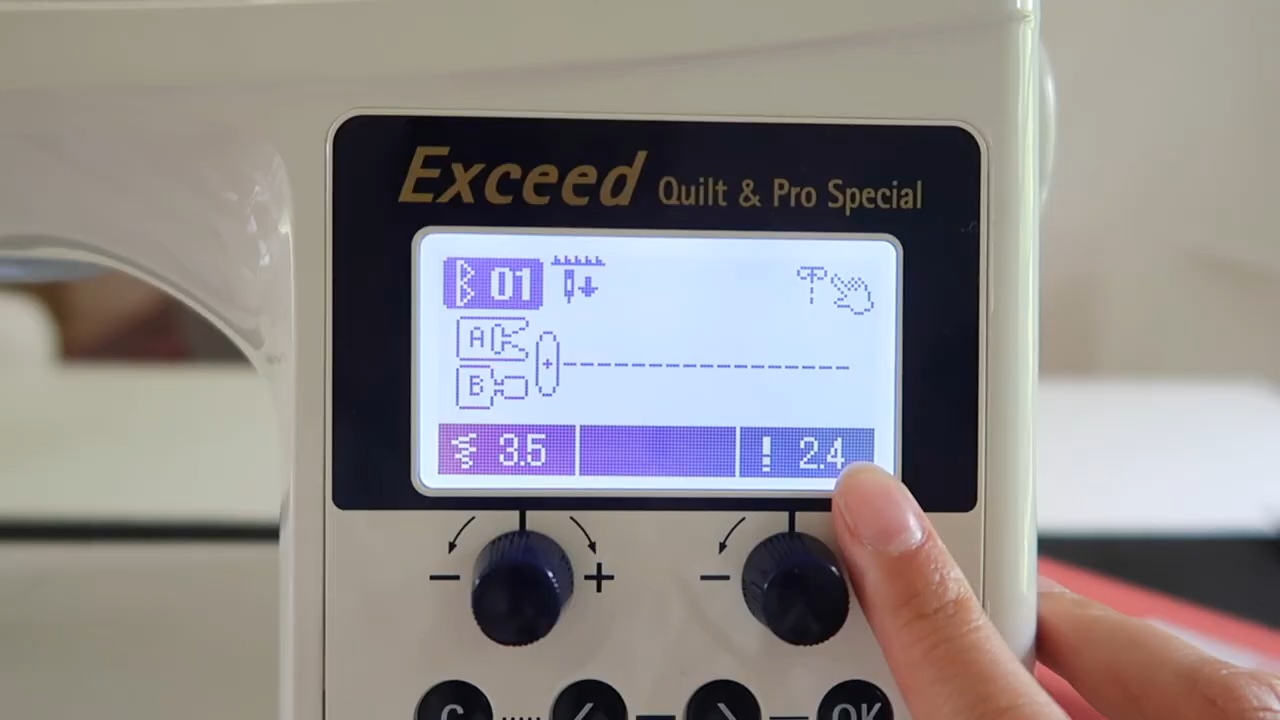 Exceed Quilt & Pro Special
01
A
B
3.5 2.4
− + −
C OK